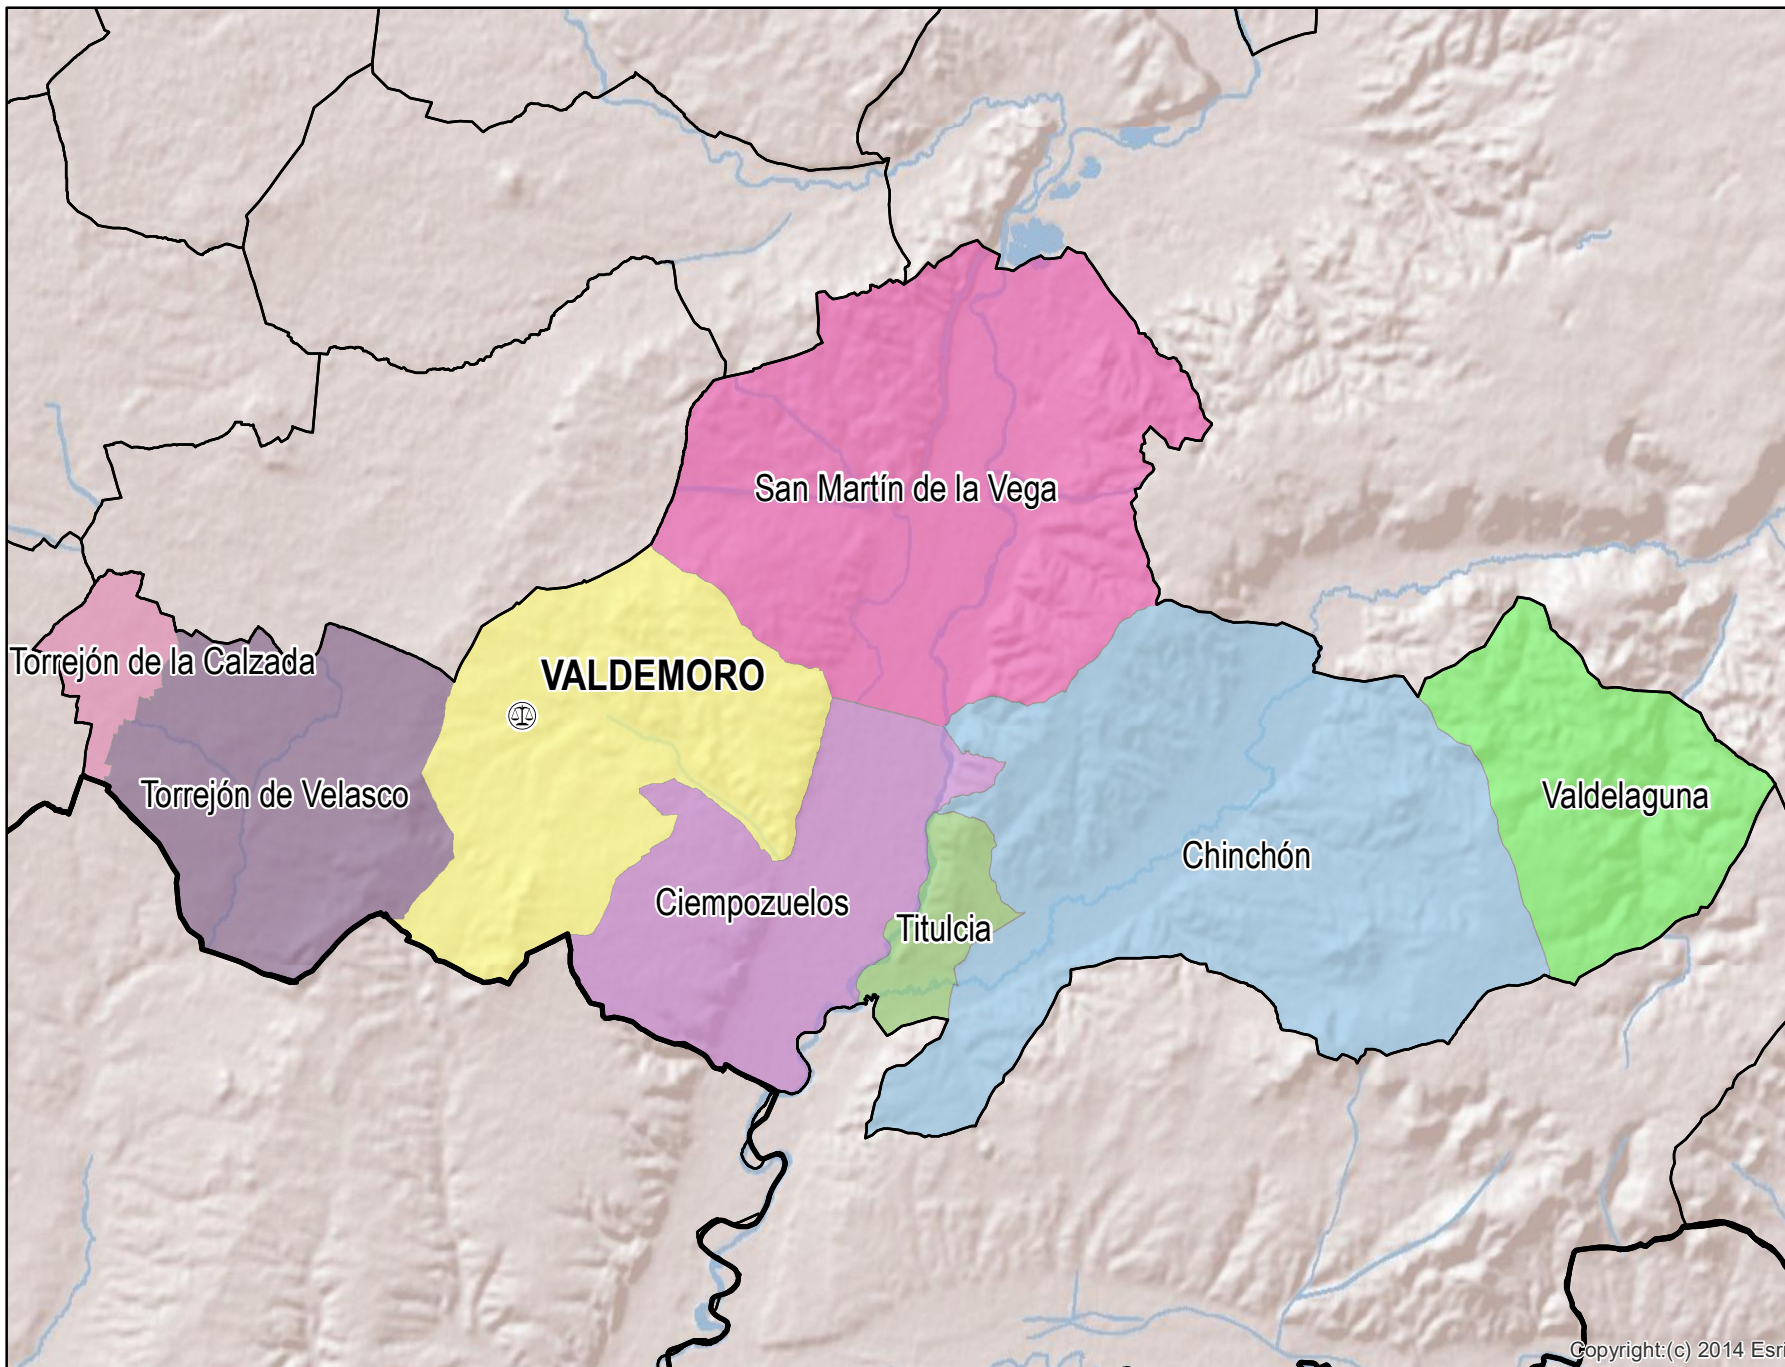 San Martín de la Vega
Torrejón de la Calzada
VALDEMORO
Torrejón de Velasco
Valdelaguna
Chinchón
Ciempozuelos
Titulcia
Copyright:(c) 2014 Esri